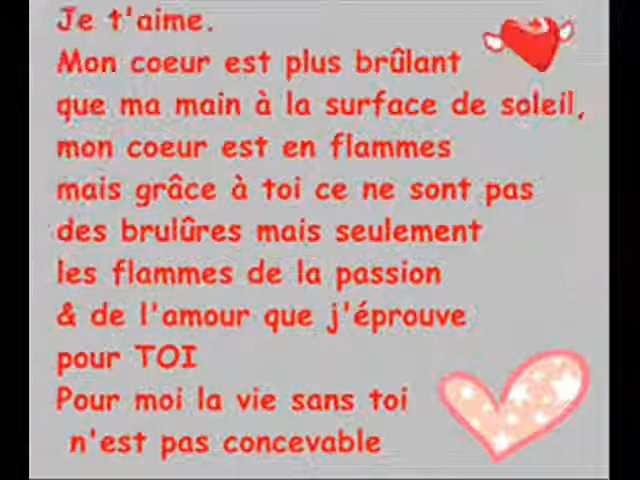 Je t'aime.
Mon coeur est plus brûlant
que ma main à la surface de soleil,
mon coeur est en flammes
mais grâce à toi ce ne sont pas
des brulûres mais seulement
les flammes de la passion
& de l'amour que j'éprouve
pour TOI
Pour moi la vie sans toi
n'est pas concevable